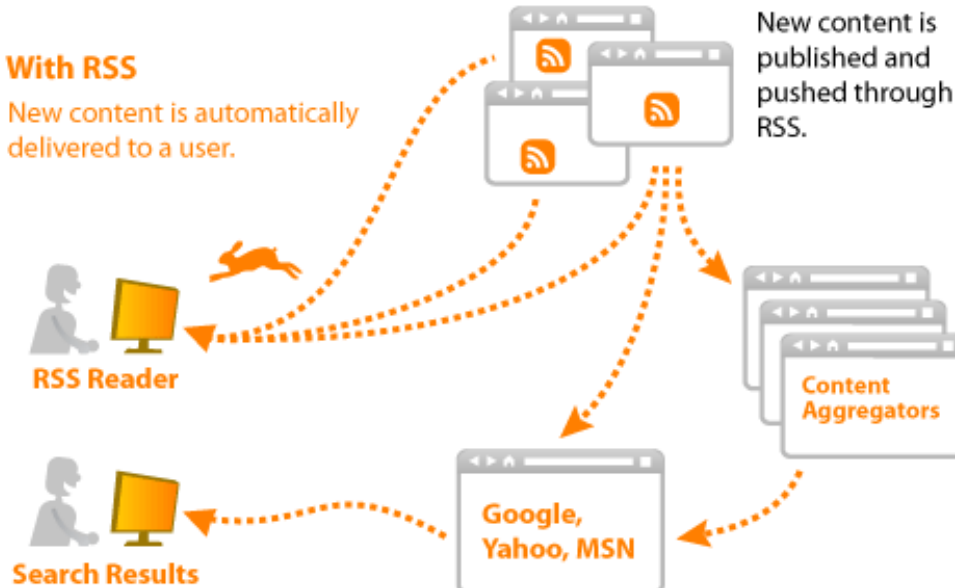 With RSS
New content is automatically
delivered to a user.
New content is
published and
pushed through
RSS.
RSS Reader
Content
Aggregators
Google,
Yahoo, MSN
Search Results